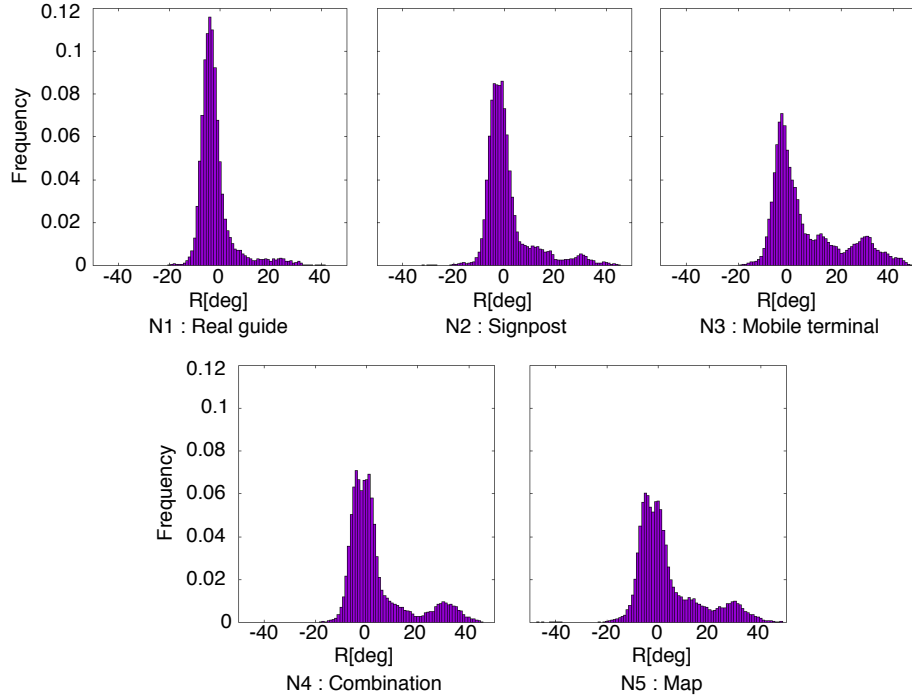 0.12
0.1
0.08
0.06
0.04
0.02
0
Frequency
-40 -20 0 20 40
R[deg]
N1 : Real guide
-40 -20 0 20 40
R[deg]
N2 : Signpost
-40 -20 0 20 40
R[deg]
N3 : Mobile terminal
0.12
0.1
0.08
0.06
0.04
0.02
0
Frequency
-40 -20 0 20 40
R[deg]
N4 : Combination
-40 -20 0 20 40
R[deg]
N5 : Map